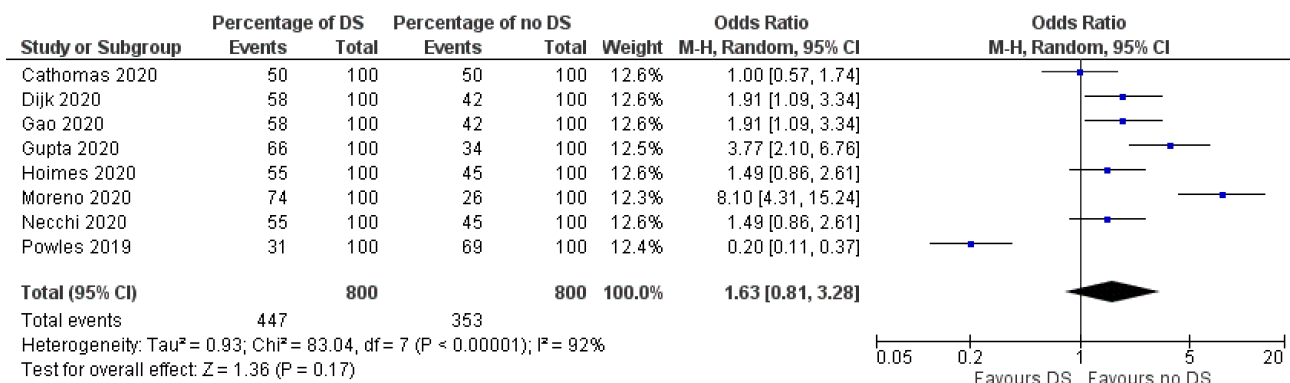 Percentage of DS Percentage of no DS Odds Ratio Odds Ratio
Study or Subgroup Events Total Events Total Weight M-H, Random, 95% CI M-H, Random, 95% CI
Cathomas 2020 50 100 50 100 12.6% 1.00 [0.57, 1.74]
Dijk 2020 58 100 42 100 12.6% 1.91 [1.09, 3.34]
Gao 2020 58 100 42 100 12.6% 1.91 [1.09, 3.34]
Gupta 2020 66 100 34 100 12.5% 3.77 [2.10, 6.76]
Hoimes 2020 55 100 45 100 12.6% 1.49 [0.86, 2.61]
Moreno 2020 74 100 26 100 12.3% 8.10 [4.31, 15.24]
Necchi 2020 55 100 45 100 12.6% 1.49 [0.86, 2.61]
Powles 2019 31 100 69 100 12.4% 0.20 [0.11, 0.37]
Total (95% CI) 800 800 100.0% 1.63 [0.81, 3.28]
Total events 447 353
Heterogeneity: Tau² = 0.93; Chi² = 83.04, df = 7 (P < 0.00001); I² = 92%
Test for overall effect: Z = 1.36 (P = 0.17)
0.05 0.2 1 5 20
Favours DS Favours no DS